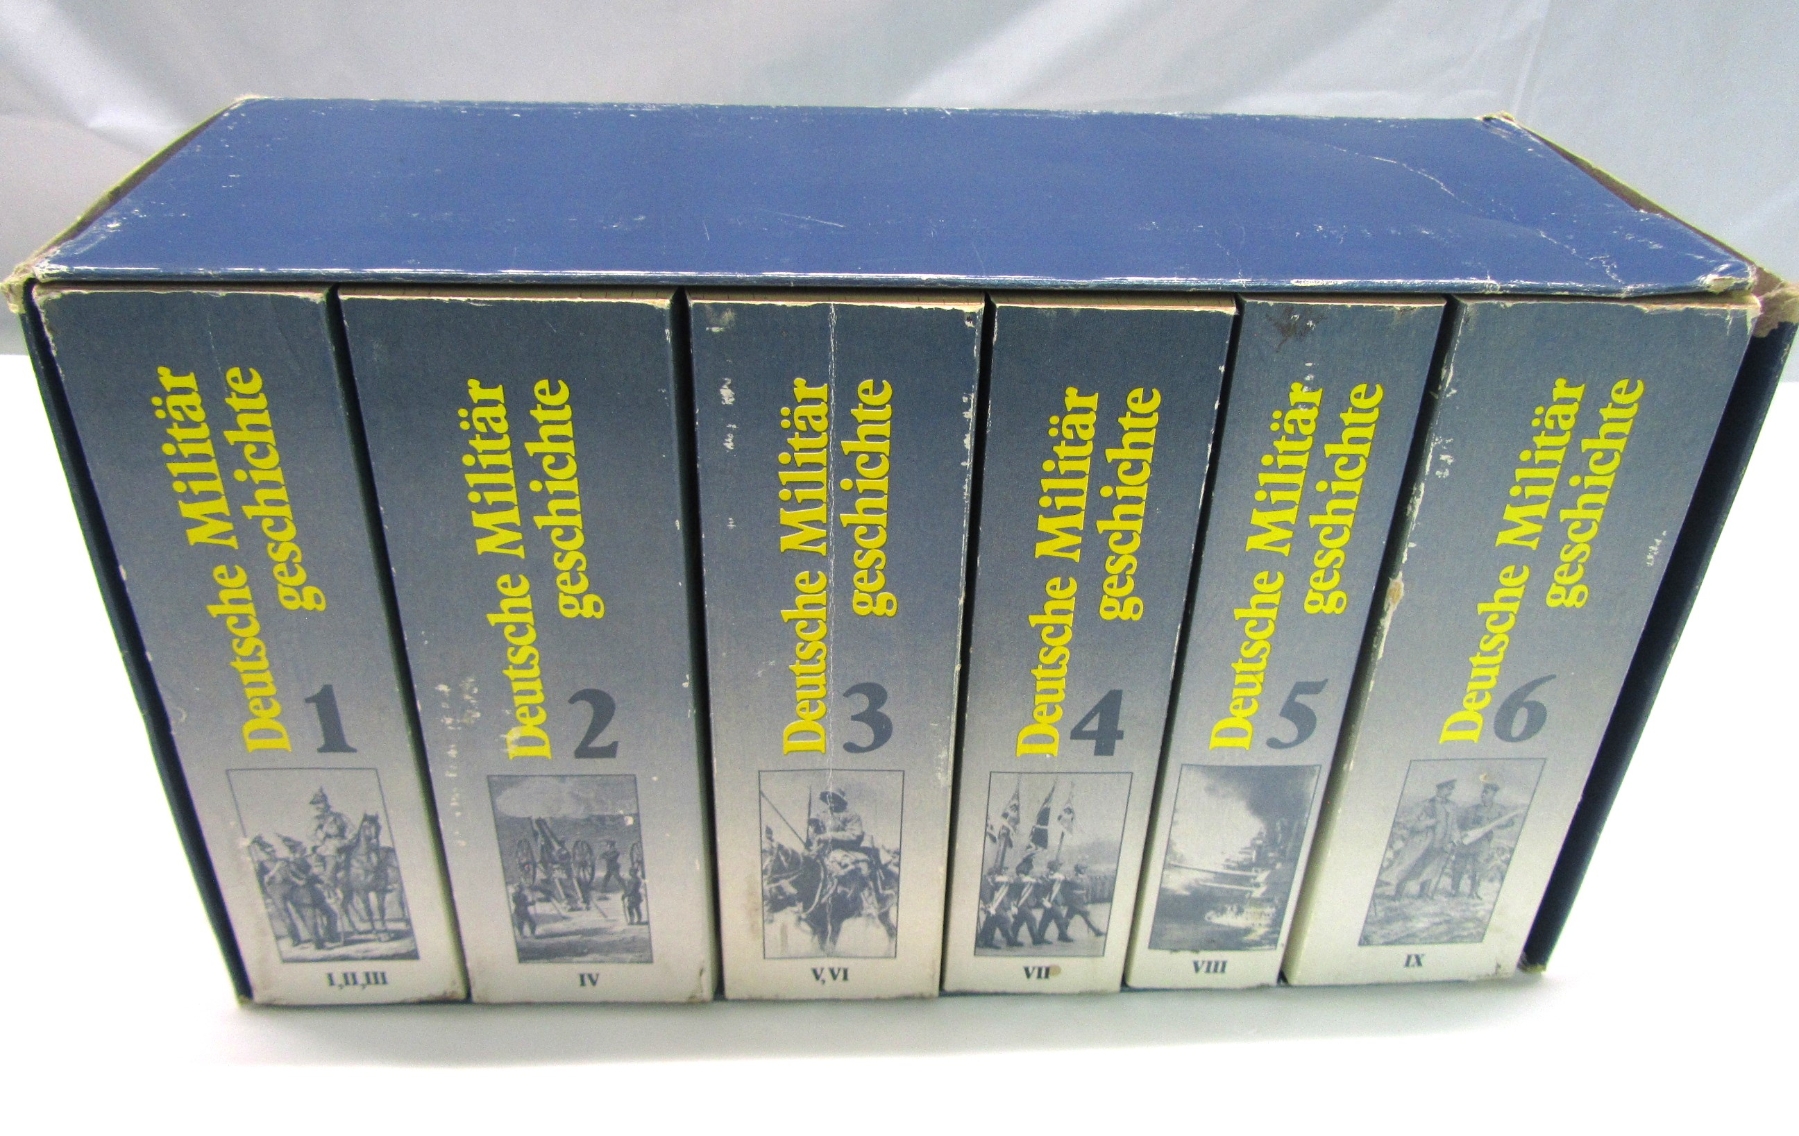 Deutsche Militär
geschichte
1
I,II,III
Deutsche Militär
geschichte
2
IV
Deutsche Militär
geschichte
3
V,VI
Deutsche Militär
geschichte
4
VII
Deutsche Militär
geschichte
5
VIII
Deutsche Militär
geschichte
6
IX